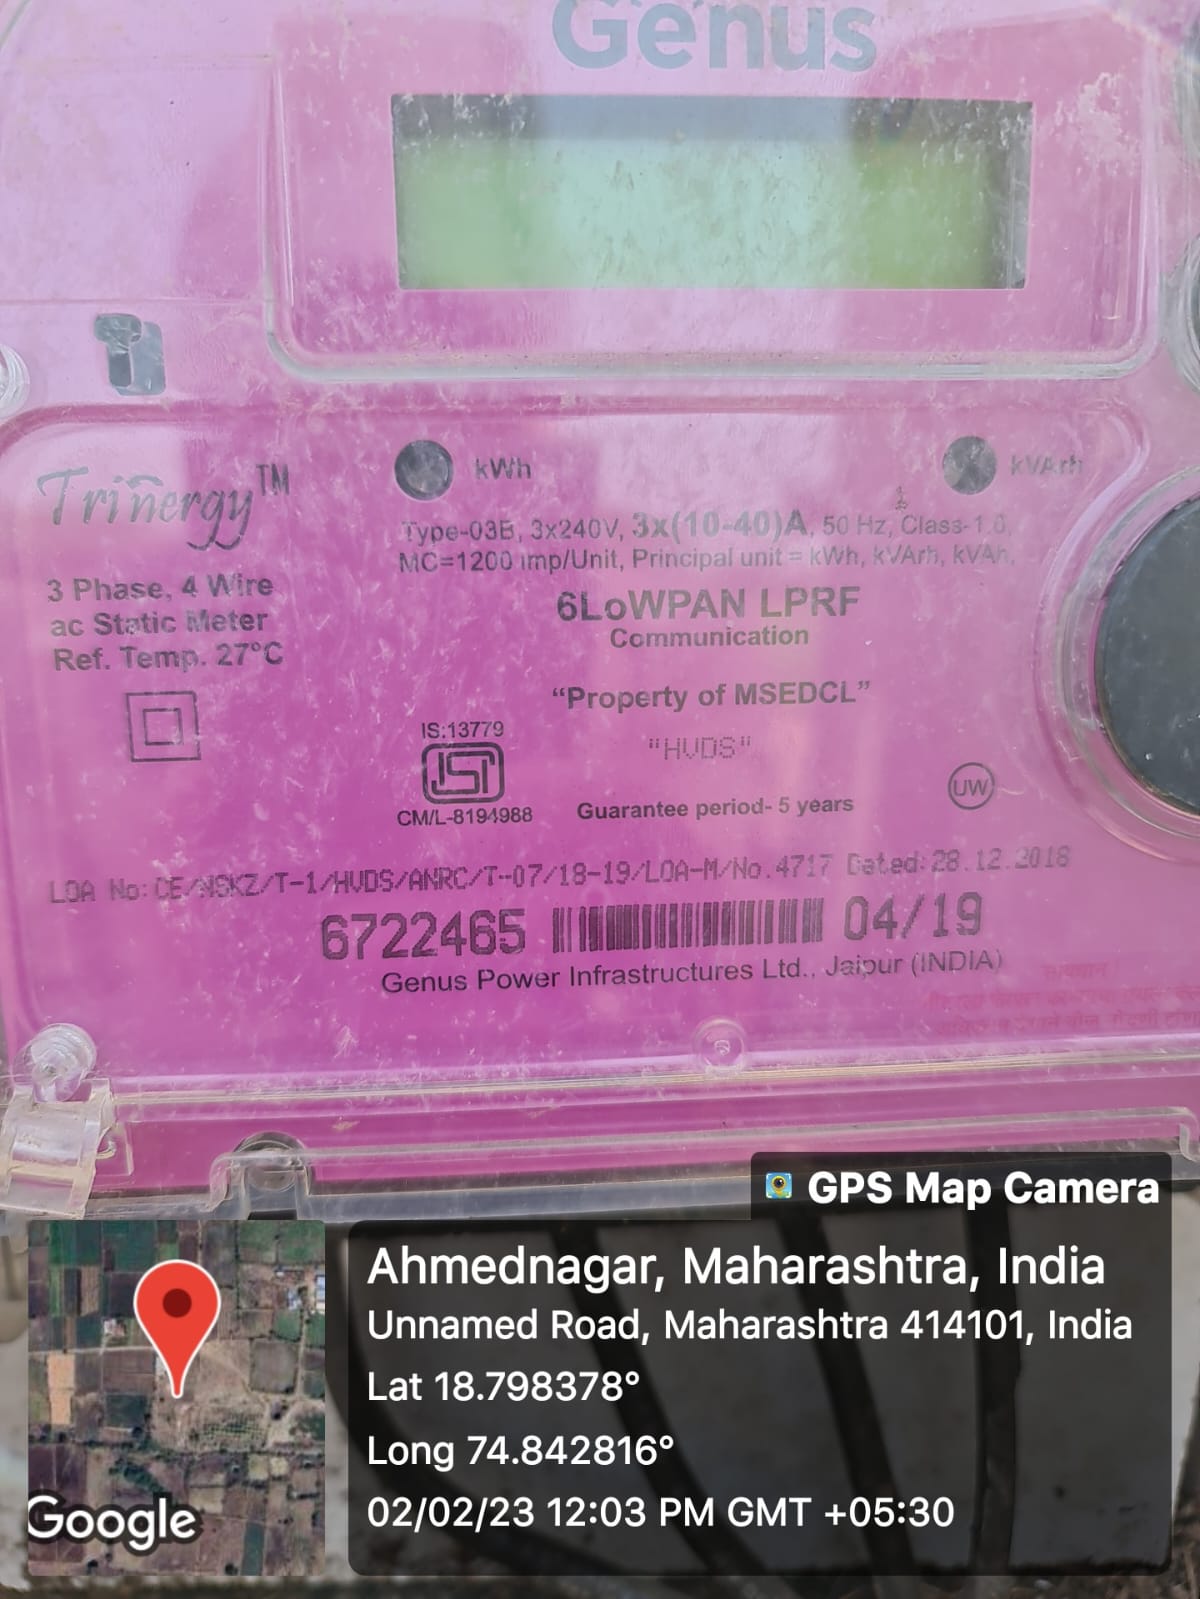 Genus
kWh
kVArh
Trinergy™
Type-03B, 3x240V, 3x(10-40)A, 50 Hz, Class-1.0,
MC=1200 imp/Unit, Principal unit = kWh, kVArh, kVAh,
3 Phase, 4 Wire
ac Static Meter
Ref. Temp. 27°C
6LoWPAN LPRF
Communication
"Property of MSEDCL"
IS:13779
"HVDS"
ISI
UW
CM/L-8194988
Guarantee period- 5 years
LOA No:CE/NSKZ/T-1/HVDS/ANRC/T-07/18-19/LOA-M/No.4717 Dated:28.12.2018
6722465 04/19
Genus Power Infrastructures Ltd., Jaipur (INDIA)
सावधान
GPS Map Camera
Ahmednagar, Maharashtra, India
Unnamed Road, Maharashtra 414101, India
Lat 18.798378°
Long 74.842816°
02/02/23 12:03 PM GMT +05:30
Google